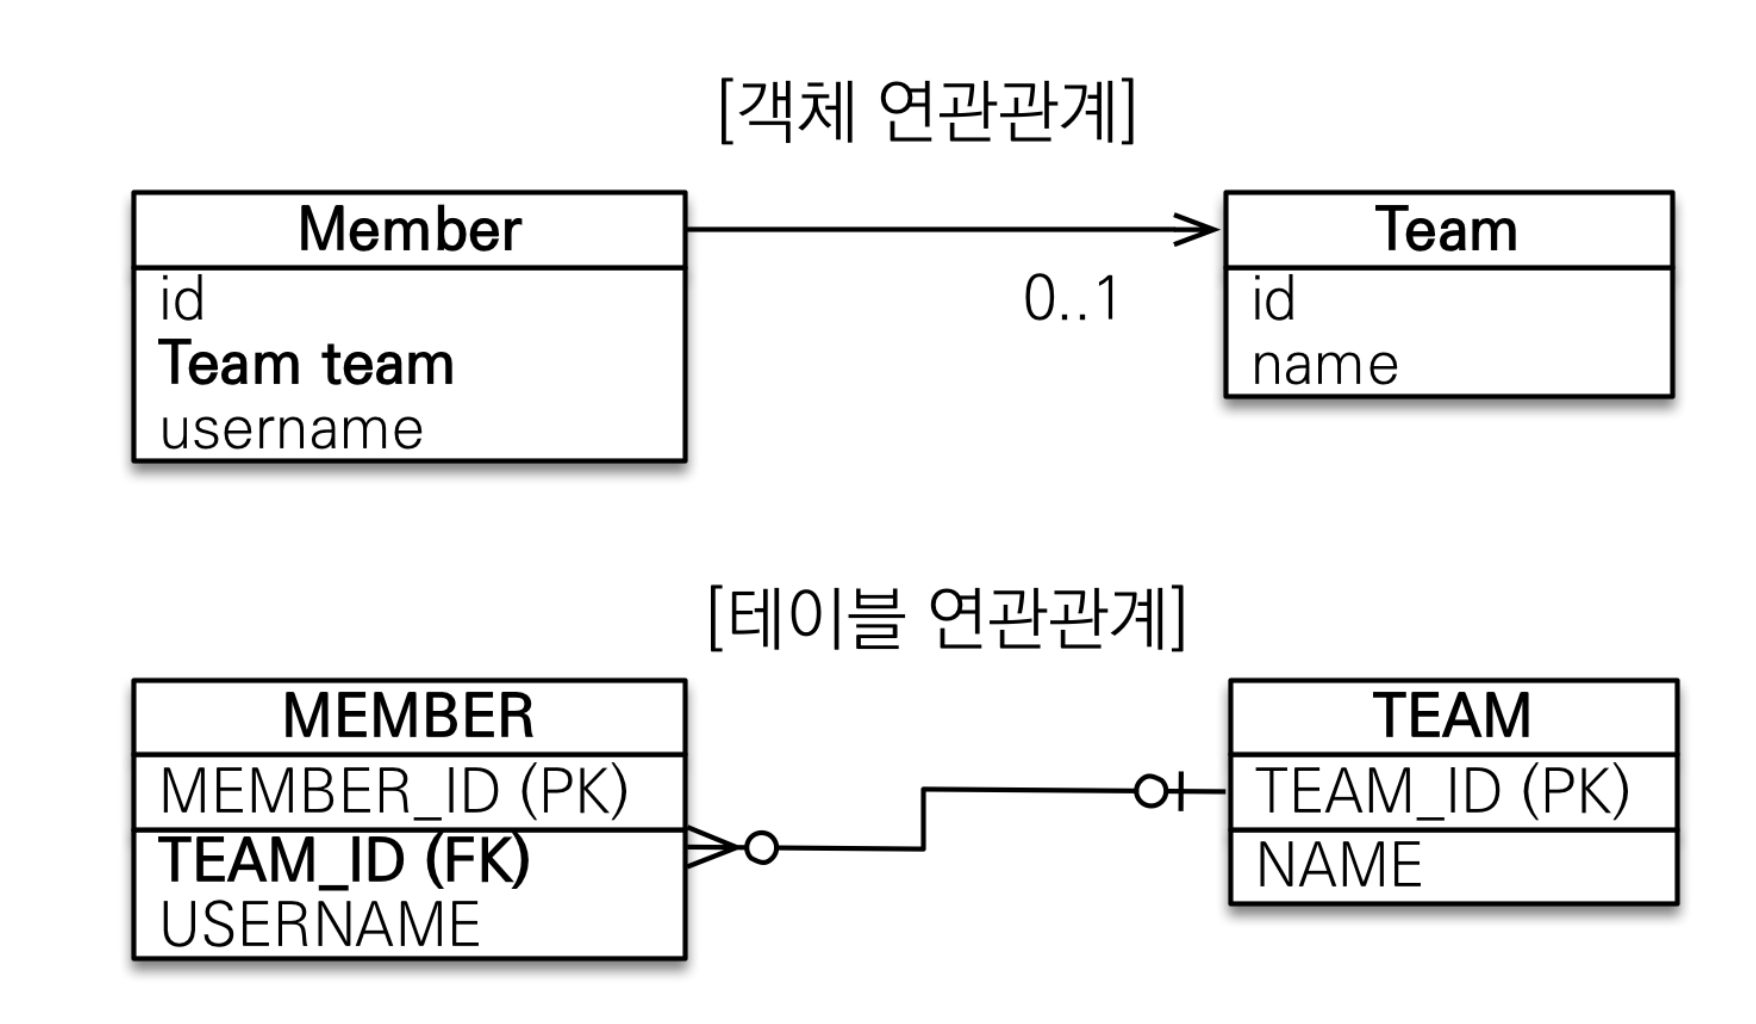 [객체 연관관계]
Member
id
Team team
username
0..1
Team
id
name
[테이블 연관관계]
MEMBER
MEMBER_ID (PK)
TEAM_ID (FK)
USERNAME
TEAM
TEAM_ID (PK)
NAME